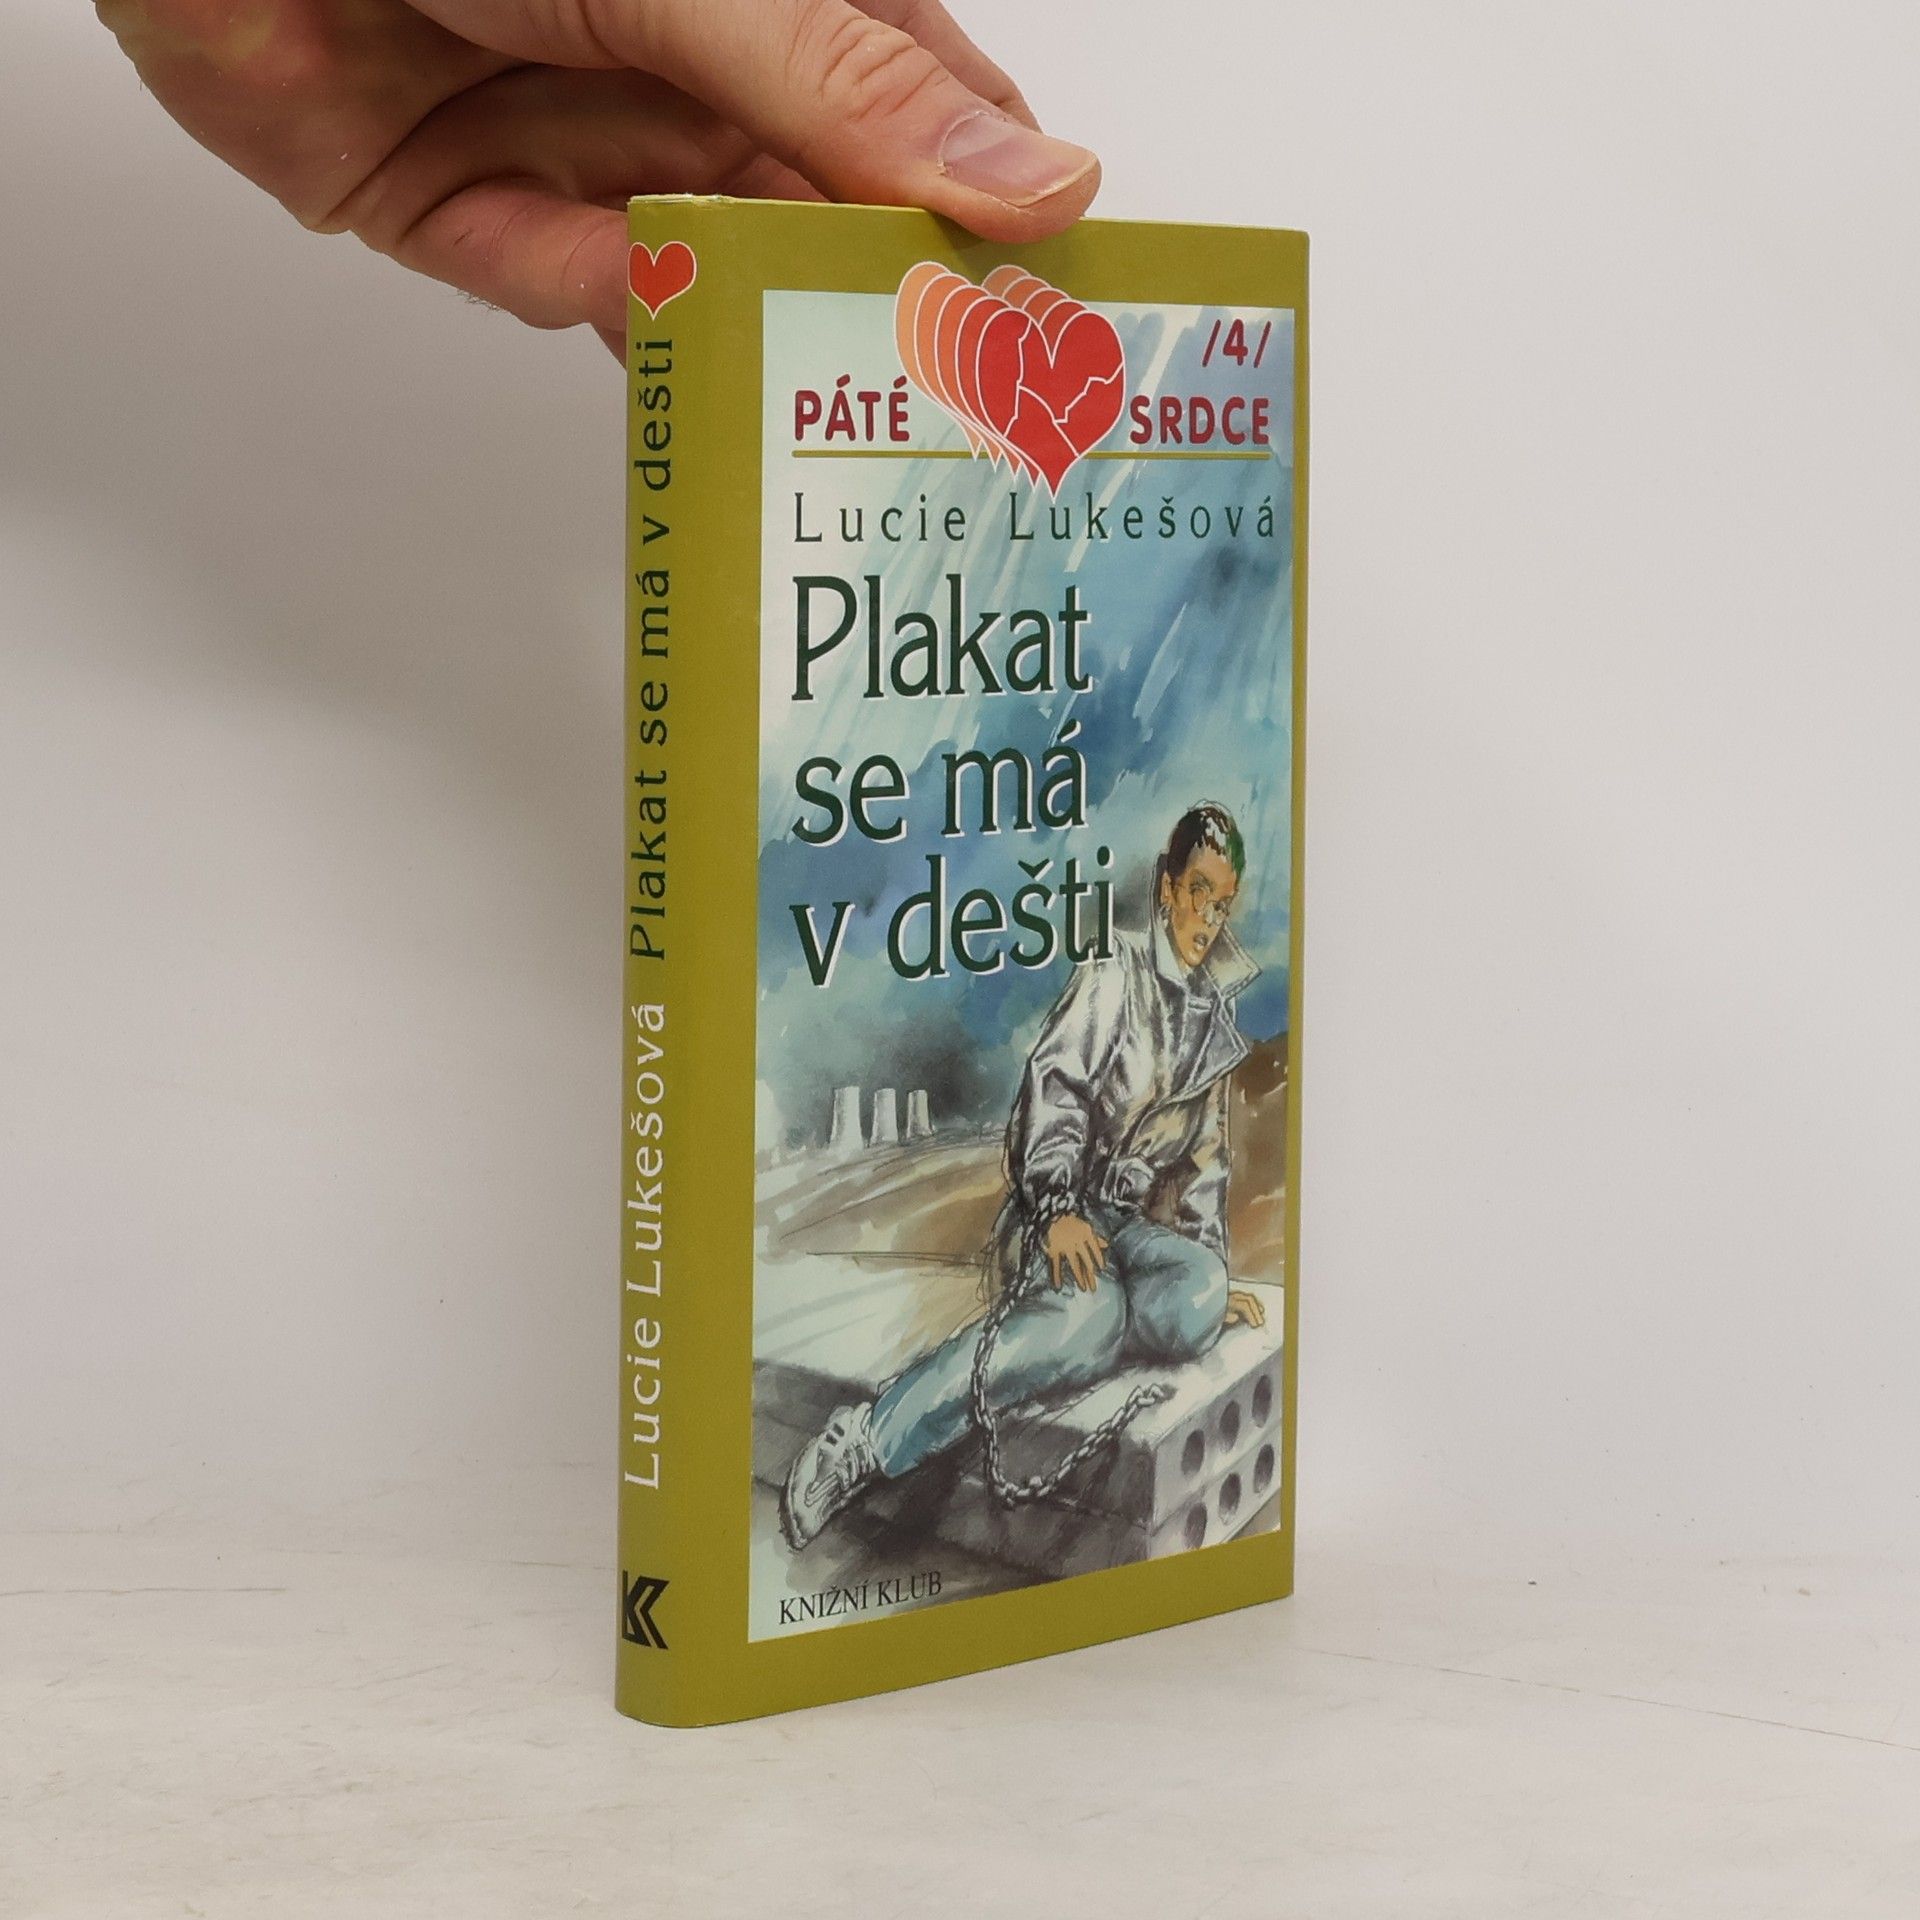 Lucie Lukešová Plakat se má v dešti
/4/
PÁTÉ SRDCE
Lucie Lukešová
Plakat
se má
v dešti
KNIŽNÍ KLUB